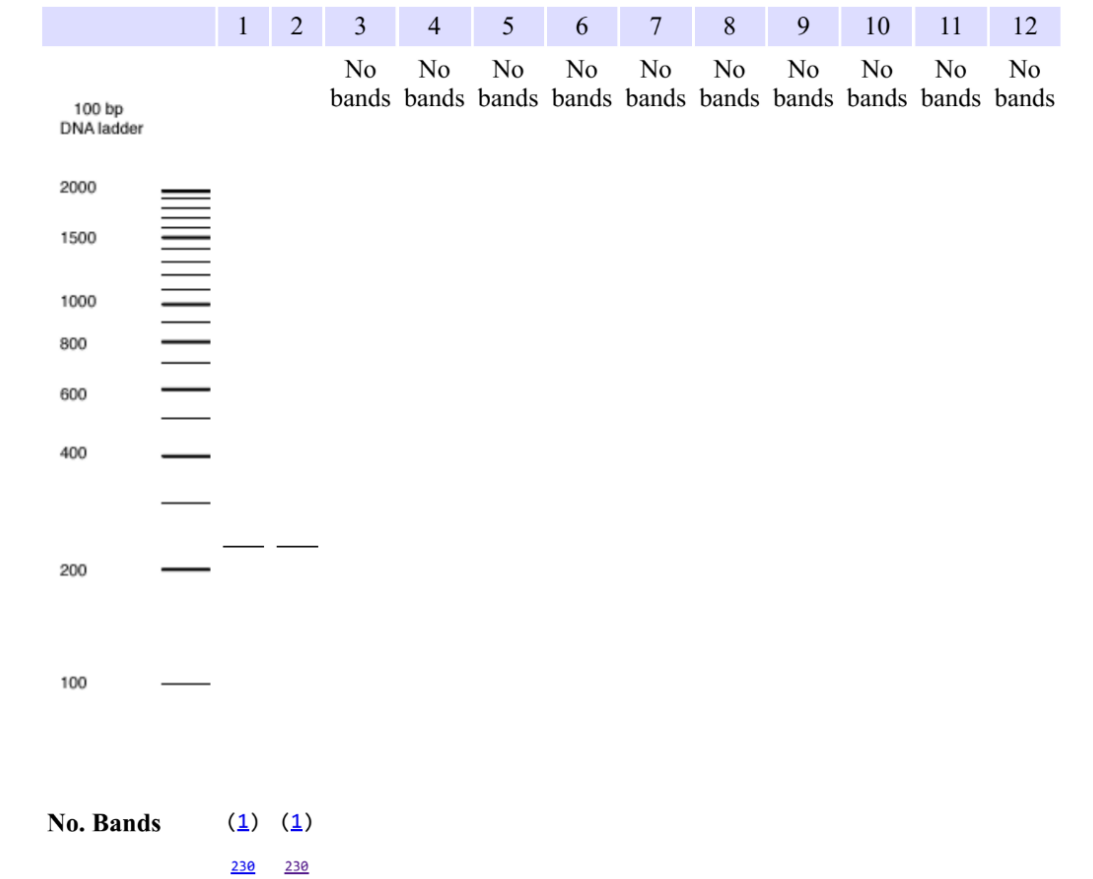 1 2 3 4 5 6 7 8 9 10 11 12
No No No No No No No No No No
bands bands bands bands bands bands bands bands bands bands
100 bp
DNA ladder
2000
1500
1000
800
600
400
200
100
No. Bands (1) (1)
230 230